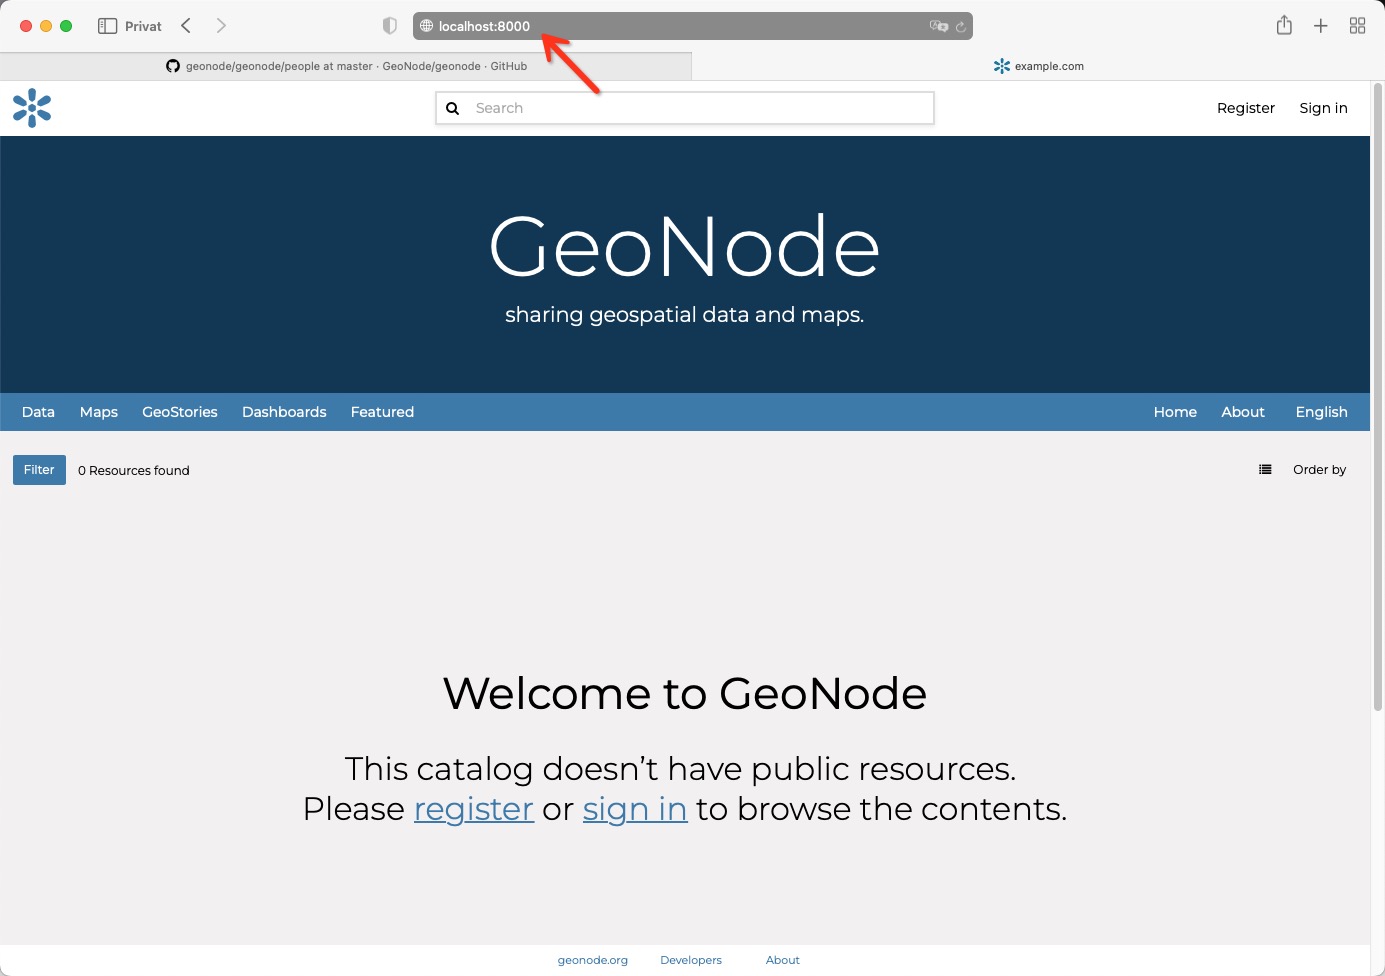 Privat
localhost:8000
geonode/geonode/people at master · GeoNode/geonode · GitHub
example.com
Search
Register
Sign in
GeoNode
sharing geospatial data and maps.
Data Maps GeoStories Dashboards Featured
Home About English
Filter
0 Resources found
Order by
Welcome to GeoNode
This catalog doesn’t have public resources.
Please register or sign in to browse the contents.
geonode.org Developers About